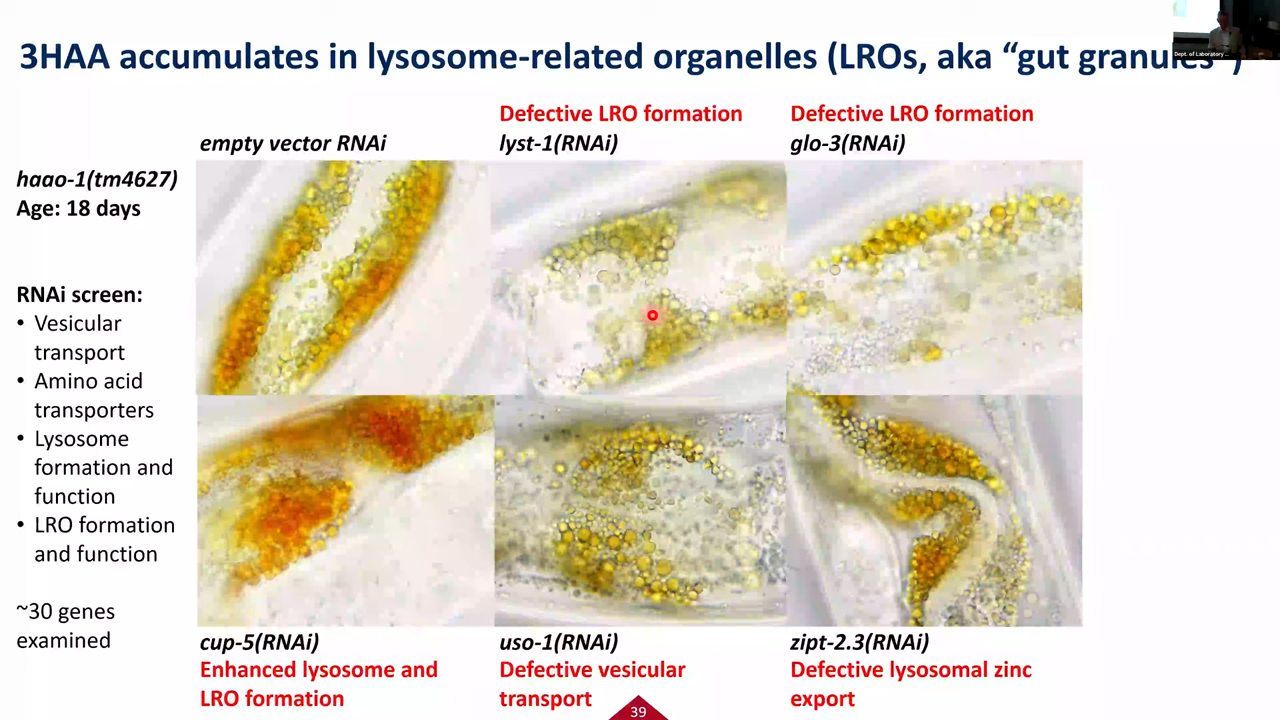 3HAA accumulates in lysosome-related organelles (LROs, aka “gut granules”)
Dept. of Laboratory ...
Defective LRO formation
Defective LRO formation
empty vector RNAi
lyst-1(RNAi)
glo-3(RNAi)
haao-1(tm4627)
Age: 18 days
RNAi screen:
• Vesicular
transport
• Amino acid
transporters
• Lysosome
formation and
function
• LRO formation
and function
~30 genes
examined
cup-5(RNAi)
uso-1(RNAi)
zipt-2.3(RNAi)
Enhanced lysosome and
LRO formation
Defective vesicular
transport
Defective lysosomal zinc
export
39